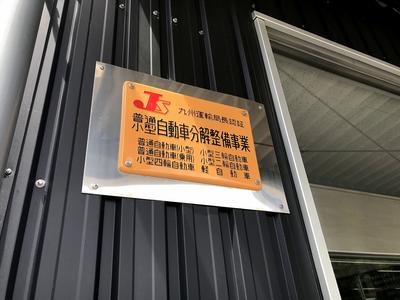 JS 九州運輸局長認証
普通
小型 自動車分解整備事業
普通自動車(小型) 小型三輪自動車
普通自動車(乗用) 小型二輪自動車
小型四輪自動車 軽自動車